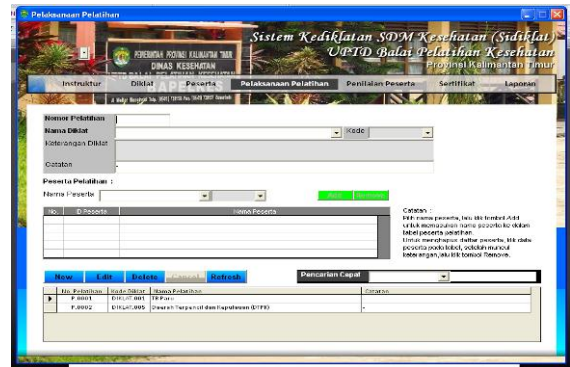 Pelaksanaan Pelatihan
Sistem Kediklatan SDM Kesehatan (Sidiklat)
UPTD Balai Pelatihan Kesehatan
Provinsi Kalimantan Timur
PEMERINTAH PROVINSI KALIMANTAN TIMUR
DINAS KESEHATAN
Instruktur Diklat Peserta Pelaksanaan Pelatihan Penilaian Peserta Sertifikat Laporan
Nomor Pelatihan
Nama Diklat Kode
Keterangan Diklat
Catatan -
Peserta Pelatihan :
Nama Peserta Add Remove
No. ID Peserta Nama Peserta
Catatan :
Pilih nama peserta, lalu klik tombol Add
untuk memasukan nama peserta ke dalam
tabel peserta pelatihan.
Untuk menghapus daftar peserta, klik data
peserta pada tabel, setelah muncul
keterangan, lalu klik tombol Remove.
New Edit Delete Cancel Refresh Pencarian Cepat
No. Pelatihan Kode Diklat Nama Pelatihan Catatan
P.0001 DIKLAT.001 TB Paru
P.0002 DIKLAT.005 Daerah Terpencil dan Kepulauan (DTPK) -